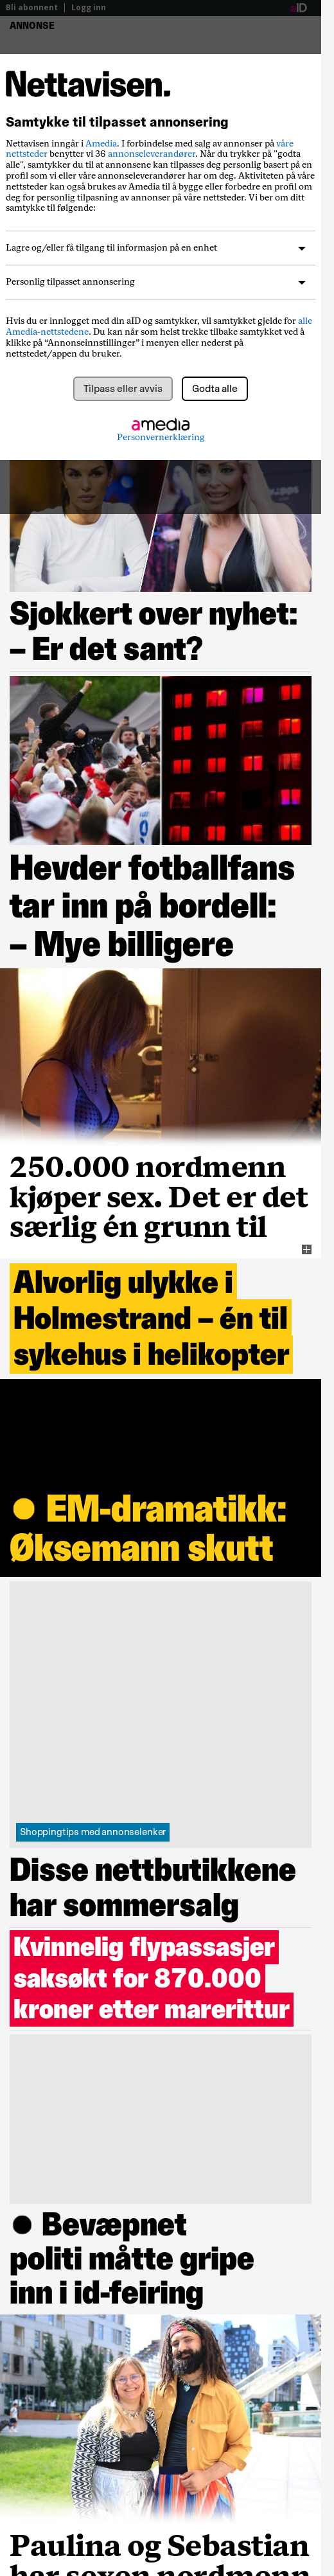 Bli abonnent | Logg inn
aID
ANNONSE
Nettavisen.
Samtykke til tilpasset annonsering
Nettavisen inngår i Amedia. I forbindelse med salg av annonser på våre
nettsteder benytter vi 36 annonseleverandører. Når du trykker på "godta
alle", samtykker du til at annonsene kan tilpasses deg personlig basert på en
profil som vi eller våre annonseleverandører har om deg. Aktiviteten på våre
nettsteder kan også brukes av Amedia til å bygge eller forbedre en profil om
deg for personlig tilpasning av annonser på våre nettsteder. Vi ber om ditt
samtykke til følgende:
Lagre og/eller få tilgang til informasjon på en enhet
Personlig tilpasset annonsering
Hvis du er innlogget med din aID og samtykker, vil samtykket gjelde for alle
Amedia-nettstedene. Du kan når som helst trekke tilbake samtykket ved å
klikke på “Annonseinnstillinger” i menyen eller nederst på
nettstedet/appen du bruker.
Tilpass eller avvis
Godta alle
amedia
Personvernerklæring
Sjokkert over nyhet:
– Er det sant?
Hevder fotballfans
tar inn på bordell:
– Mye billigere
250.000 nordmenn
kjøper sex. Det er det
særlig én grunn til
Alvorlig ulykke i
Holmestrand – én til
sykehus i helikopter
● EM-dramatikk:
Øksemann skutt
Shoppingtips med annonselenker
Disse nettbutikkene
har sommersalg
Kvinnelig flypassasjer
saksøkt for 870.000
kroner etter marerittur
● Bevæpnet
politi måtte gripe
inn i id-feiring
Paulina og Sebastian
har sexen nordmenn